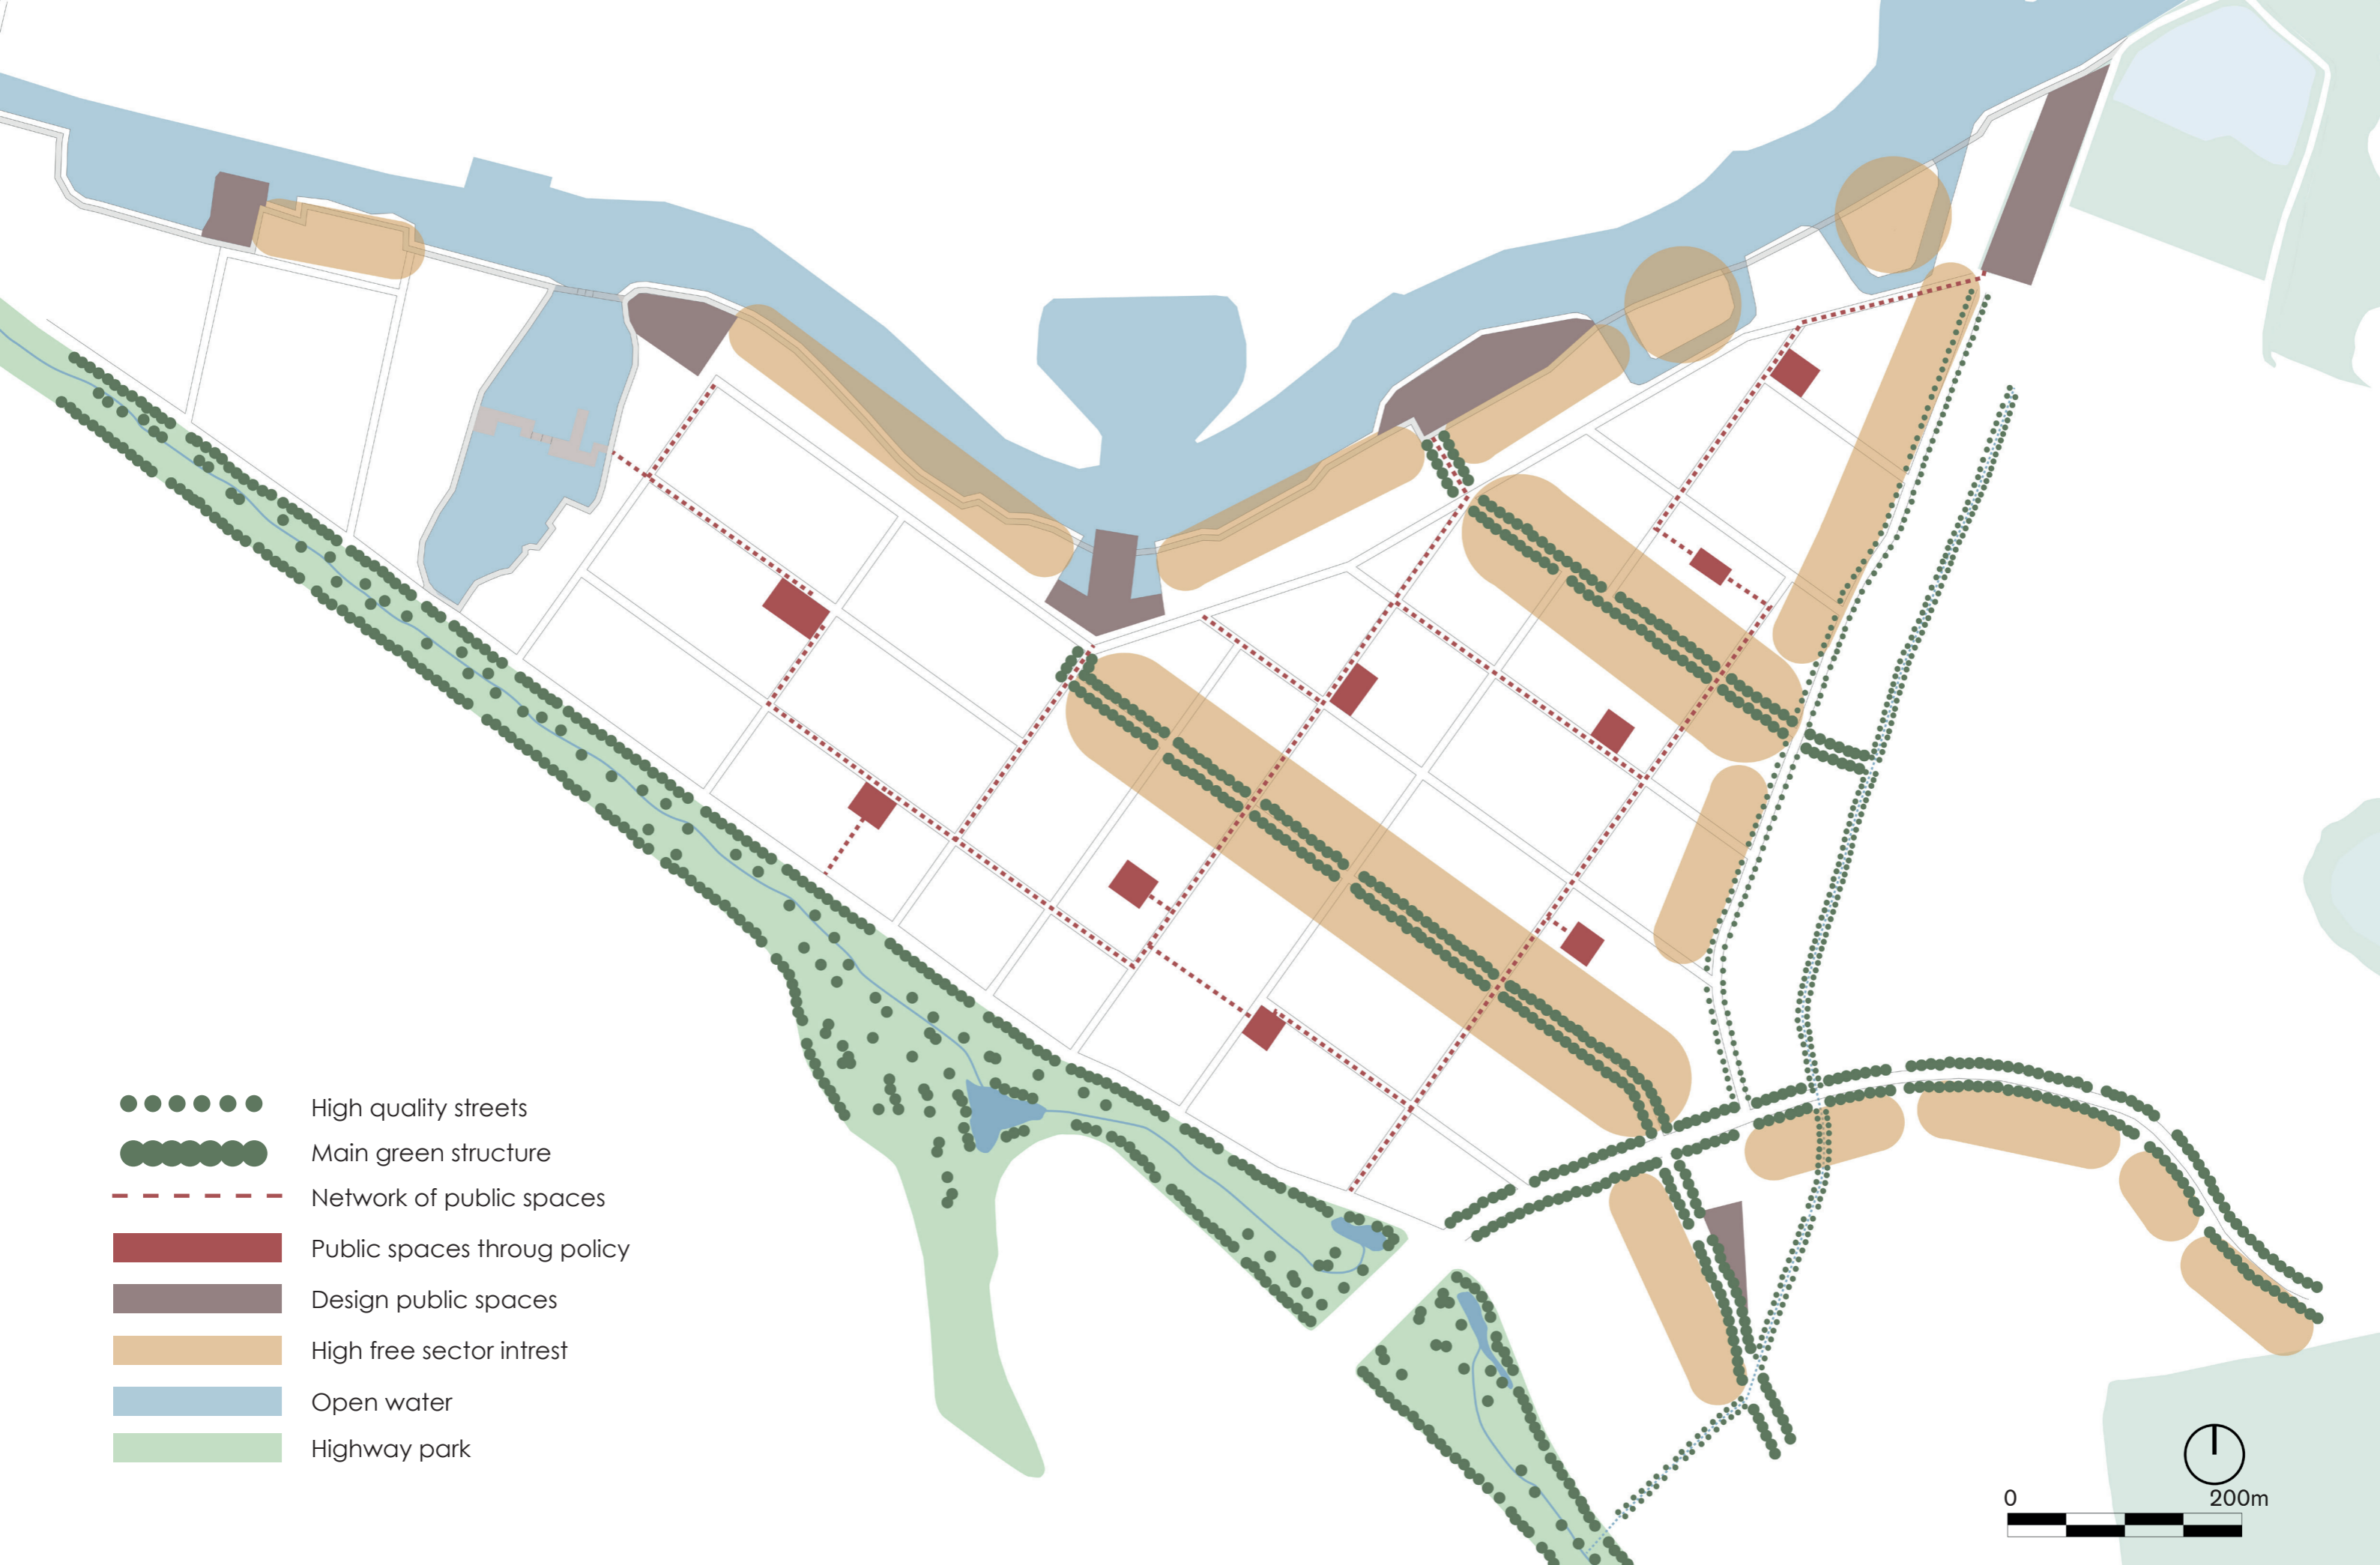 High quality streets
Main green structure
Network of public spaces
Public spaces throug policy
Design public spaces
High free sector intrest
Open water
Highway park
0 200m